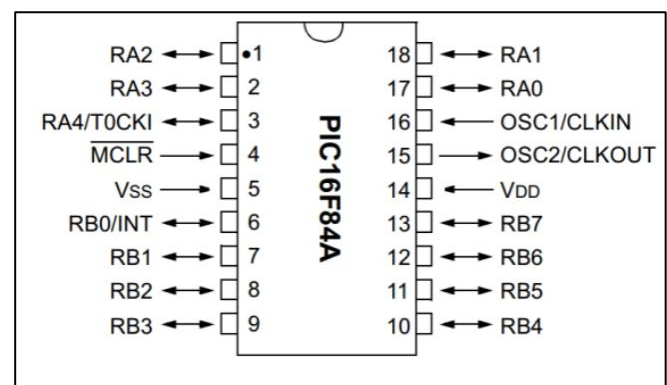 RA2 •1 18 RA1
RA3 2 17 RA0
RA4/T0CKI 3 16 OSC1/CLKIN
MCLR 4 15 OSC2/CLKOUT
Vss 5 14 VDD
RB0/INT 6 13 RB7
RB1 7 12 RB6
RB2 8 11 RB5
RB3 9 10 RB4
PIC16F84A